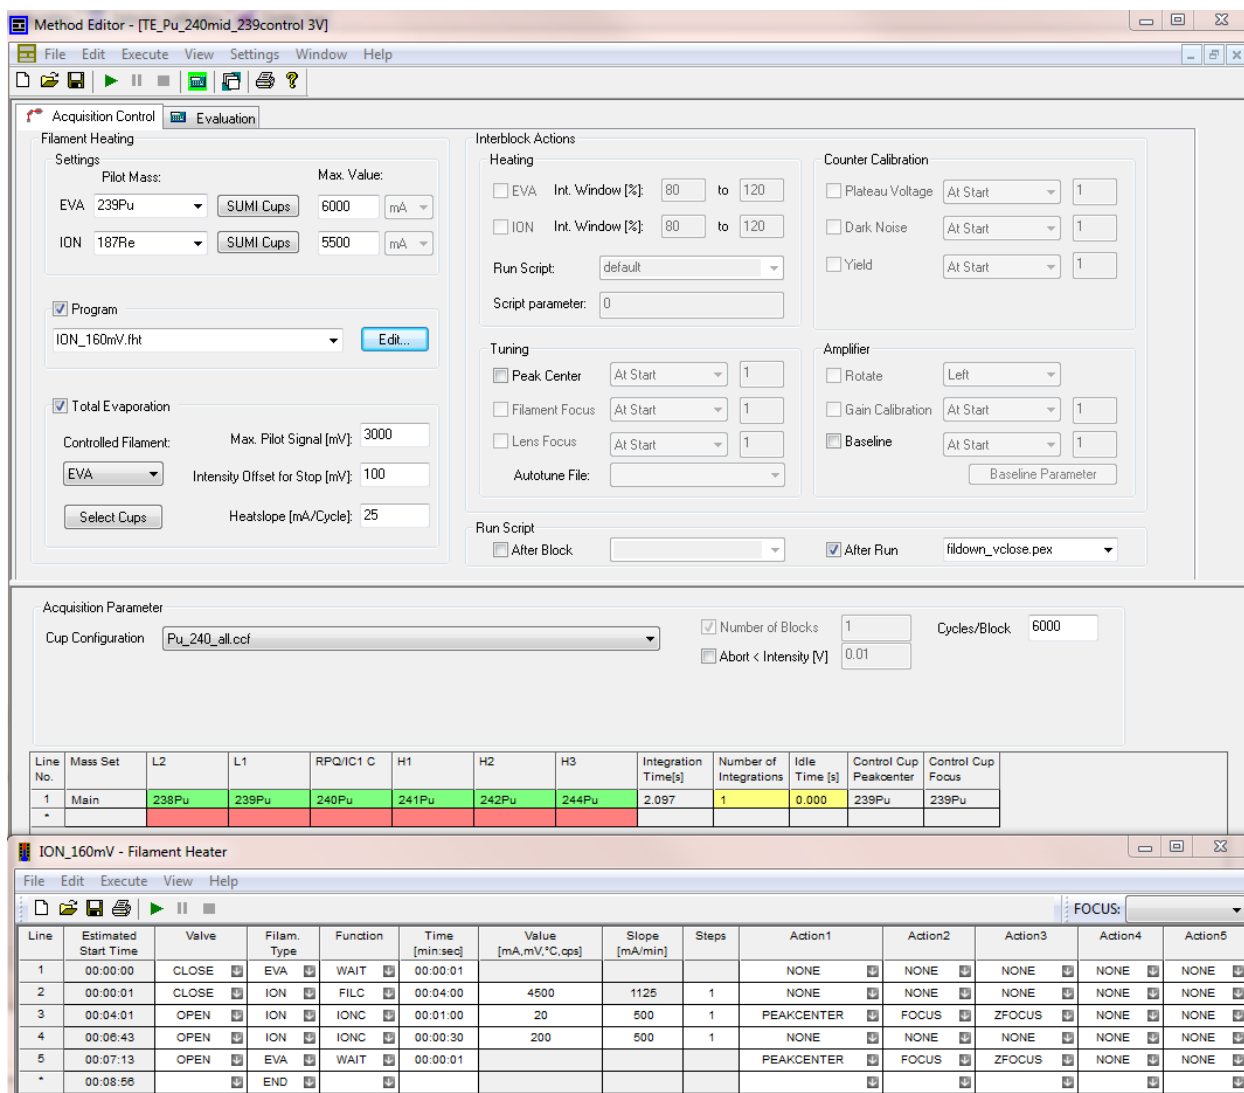 Method Editor - [TE_Pu_240mid_239control 3V]
File Edit Execute View Settings Window Help
Acquisition Control Evaluation
Filament Heating
Settings
Pilot Mass: Max. Value:
EVA 239Pu SUMI Cups 6000 mA
ION 187Re SUMI Cups 5500 mA
Program
ION_160mV.fht Edit...
Total Evaporation
Controlled Filament: Max. Pilot Signal [mV]: 3000
EVA Intensity Offset for Stop [mV]: 100
Select Cups Heatslope [mA/Cycle]: 25
Interblock Actions
Heating
EVA Int. Window [%]: 80 to 120
ION Int. Window [%]: 80 to 120
Run Script: default
Script parameter: 0
Counter Calibration
Plateau Voltage At Start 1
Dark Noise At Start 1
Yield At Start 1
Tuning
Peak Center At Start 1
Filament Focus At Start 1
Lens Focus At Start 1
Autotune File:
Amplifier
Rotate Left
Gain Calibration At Start 1
Baseline At Start 1
Baseline Parameter
Run Script
After Block After Run fildown_vclose.pex
Acquisition Parameter
Cup Configuration Pu_240_all.ccf Number of Blocks 1 Cycles/Block 6000
Abort < Intensity [V] 0.01
Line No. Mass Set L2 L1 RPQ/IC1 C H1 H2 H3 Integration Time[s] Number of Integrations Idle Time [s] Control Cup Peakcenter Control Cup Focus
1 Main 238Pu 239Pu 240Pu 241Pu 242Pu 244Pu 2.097 1 0.000 239Pu 239Pu
*
ION_160mV - Filament Heater
File Edit Execute View Help
FOCUS:
Line Estimated Start Time Valve Filam. Type Function Time [min:sec] Value [mA,mV,°C,cps] Slope [mA/min] Steps Action1 Action2 Action3 Action4 Action5
1 00:00:00 CLOSE EVA WAIT 00:00:01 NONE NONE NONE NONE NONE
2 00:00:01 CLOSE ION FILC 00:04:00 4500 1125 1 NONE NONE NONE NONE NONE
3 00:04:01 OPEN ION IONC 00:01:00 20 500 1 PEAKCENTER FOCUS ZFOCUS NONE NONE
4 00:06:43 OPEN ION IONC 00:00:30 200 500 1 NONE NONE NONE NONE NONE
5 00:07:13 OPEN EVA WAIT 00:00:01 PEAKCENTER FOCUS ZFOCUS NONE NONE
* 00:08:56 END